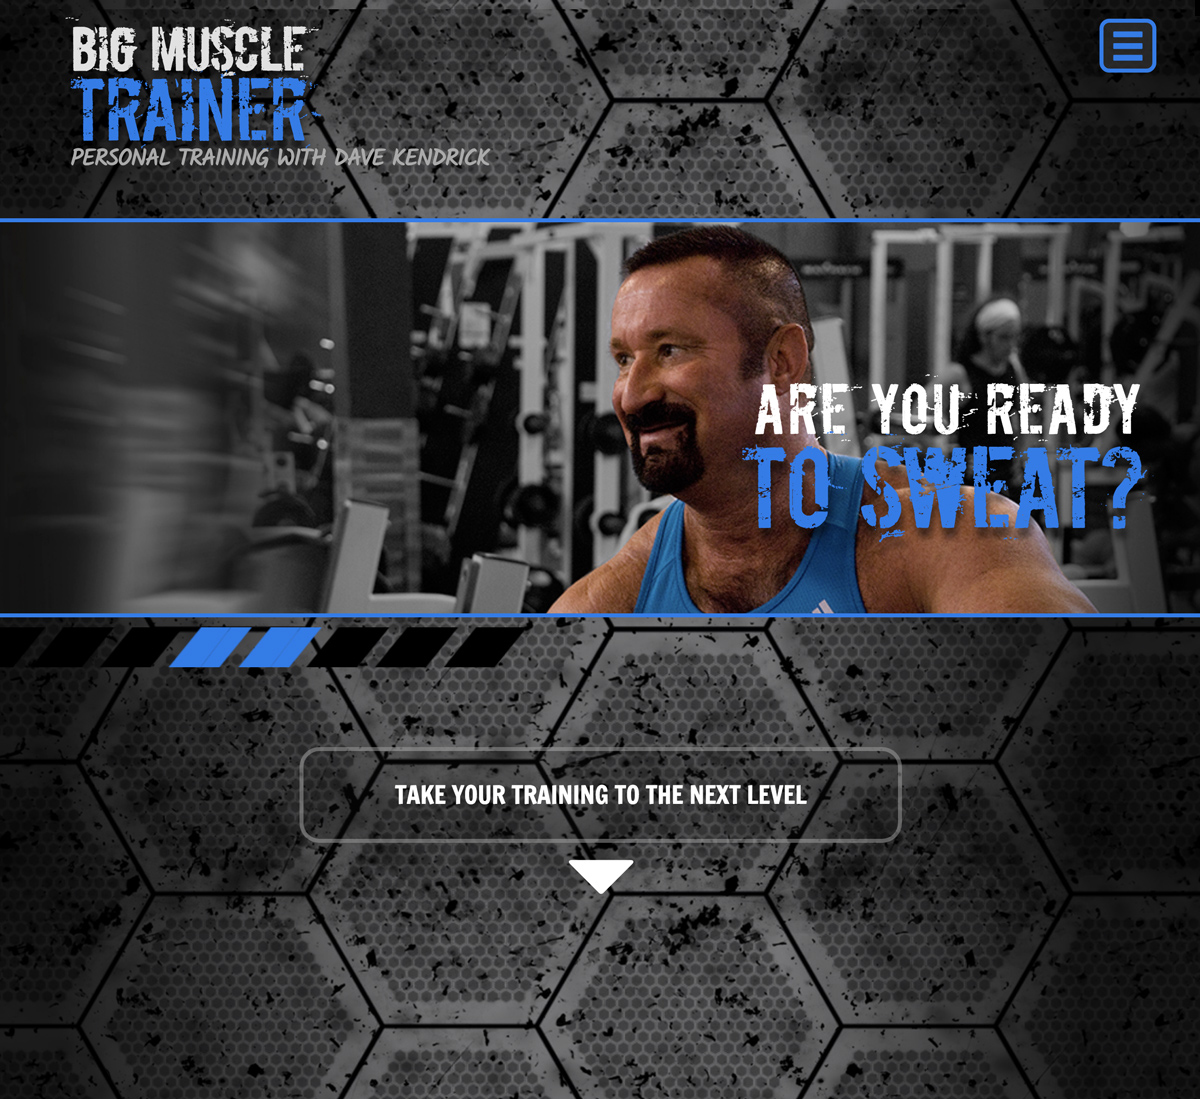 BIG MUSCLE
TRAINER
PERSONAL TRAINING WITH DAVE KENDRICK
ARE YOU READY
TO SWEAT?
TAKE YOUR TRAINING TO THE NEXT LEVEL